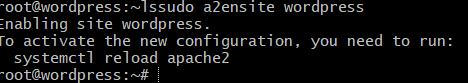 root@wordpress:~lssudo a2ensite wordpress
Enabling site wordpress.
To activate the new configuration, you need to run:
  systemctl reload apache2
root@wordpress:~#